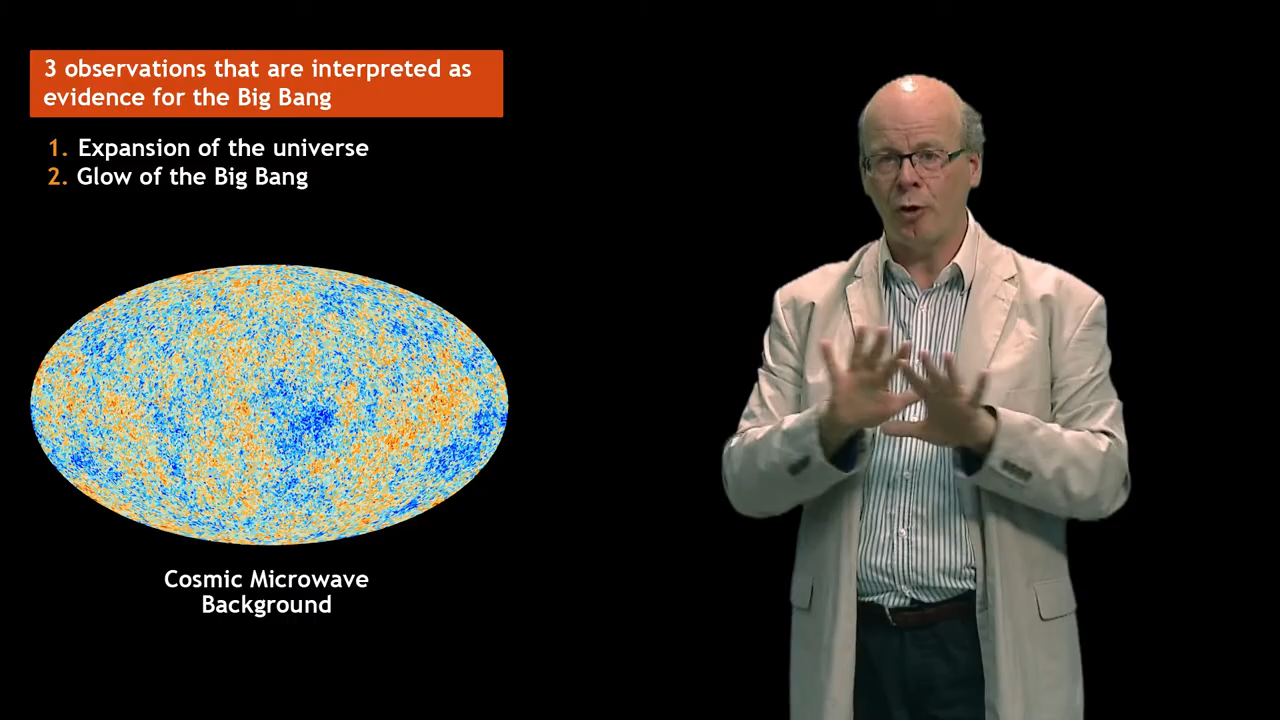 3 observations that are interpreted as
evidence for the Big Bang
1. Expansion of the universe
2. Glow of the Big Bang
Cosmic Microwave
Background